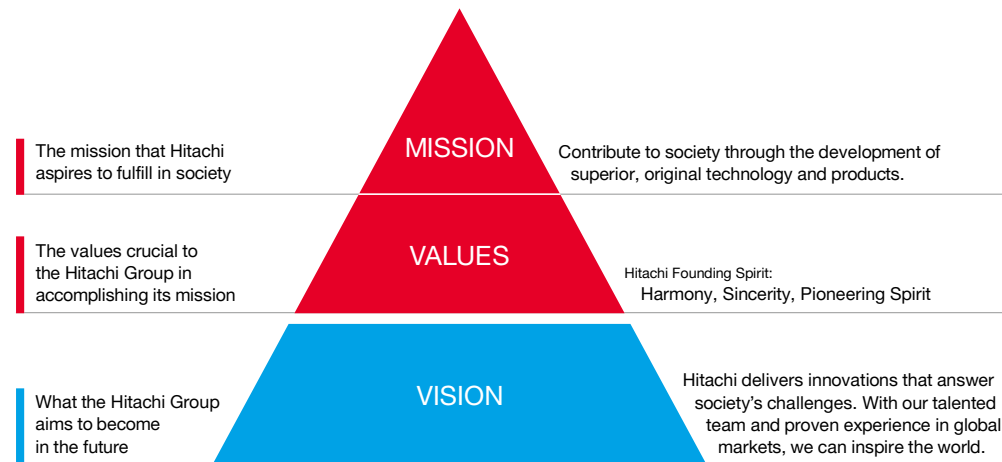 The mission that Hitachi
aspires to fulfill in society
MISSION
Contribute to society through the development of
superior, original technology and products.
The values crucial to
the Hitachi Group in
accomplishing its mission
VALUES
Hitachi Founding Spirit:
Harmony, Sincerity, Pioneering Spirit
What the Hitachi Group
aims to become
in the future
VISION
Hitachi delivers innovations that answer
society’s challenges. With our talented
team and proven experience in global
markets, we can inspire the world.